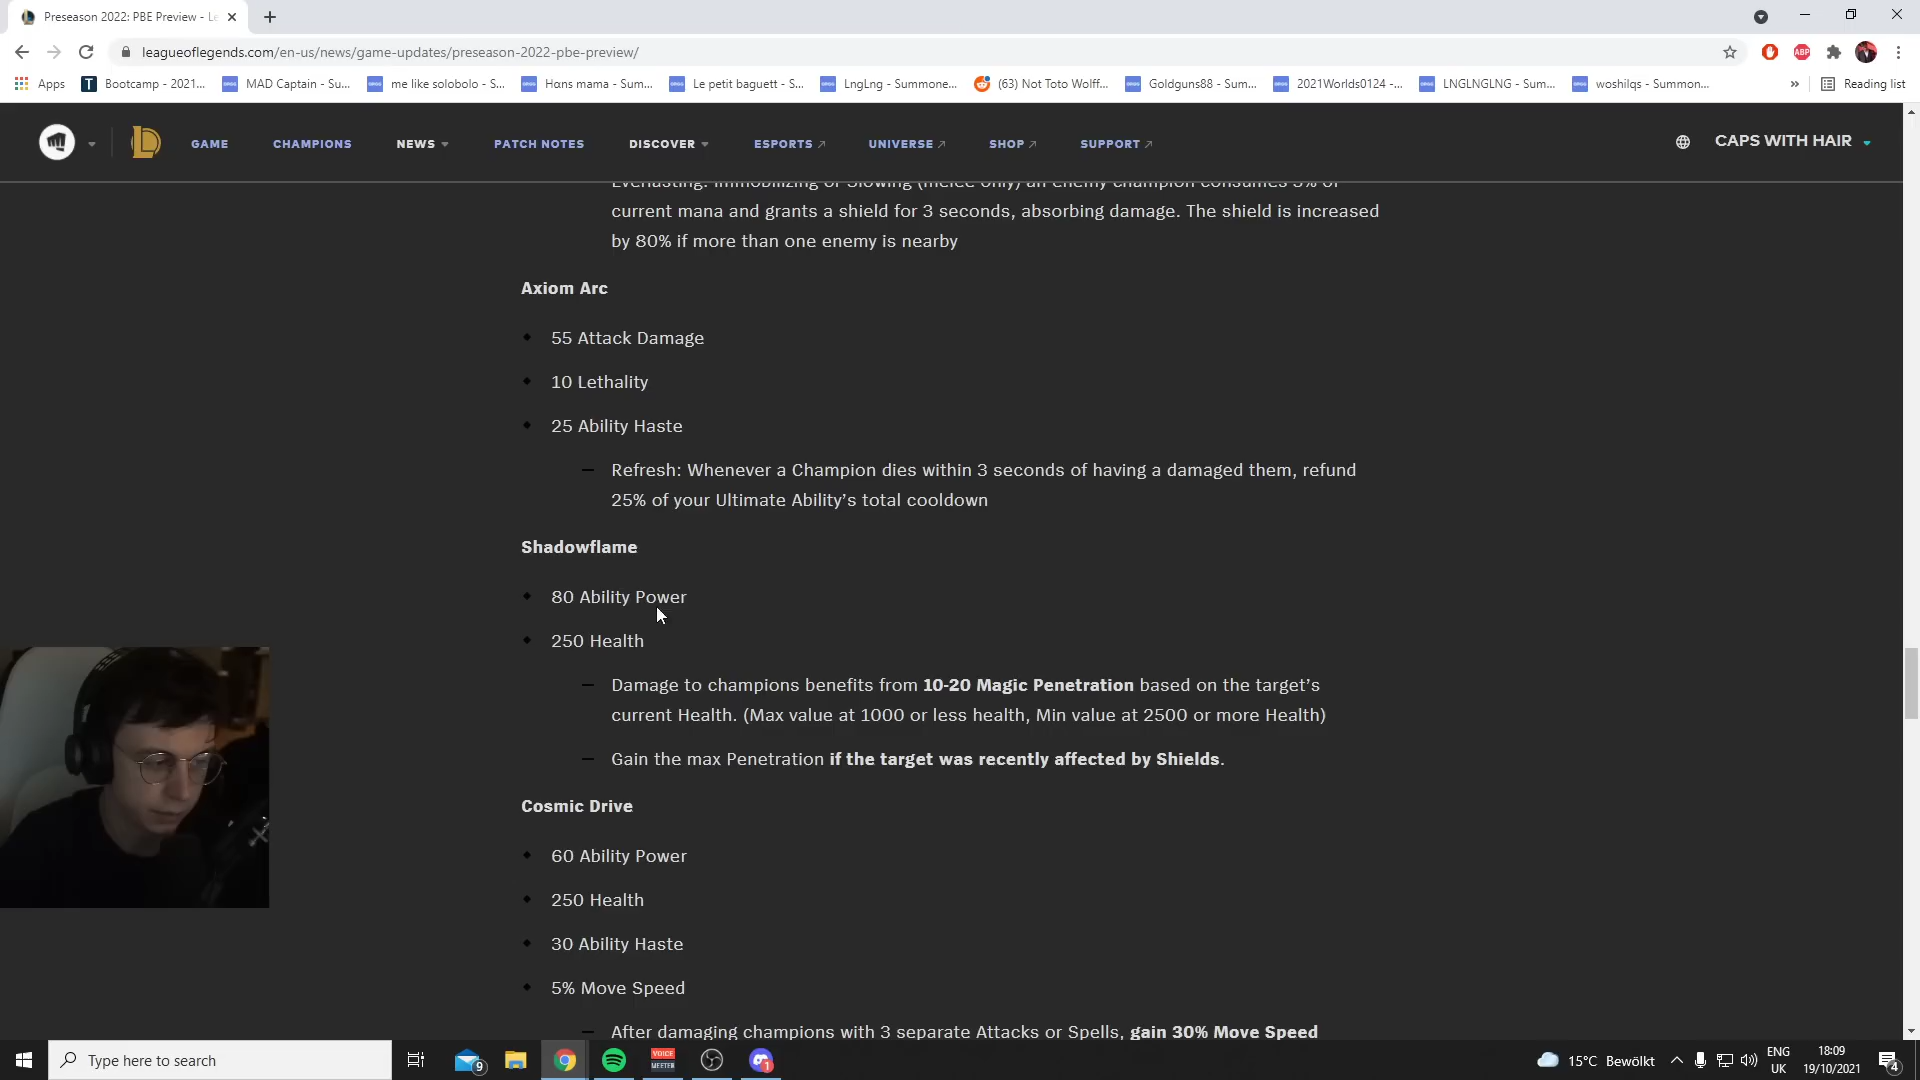 Preseason 2022: PBE Preview - Le
leagueoflegends.com/en-us/news/game-updates/preseason-2022-pbe-preview/
ABP
Apps
T Bootcamp - 2021...
MAD Captain - Su...
me like solobolo - S...
Hans mama - Sum...
Le petit baguett - S...
LngLng - Summone...
(63) Not Toto Wolff...
Goldguns88 - Sum...
2021Worlds0124 -...
LNGLNGLNG - Sum...
woshilqs - Summon...
»
Reading list
GAME
CHAMPIONS
NEWS
PATCH NOTES
DISCOVER
ESPORTS
UNIVERSE
SHOP
SUPPORT
CAPS WITH HAIR
Everlasting: Immobilizing or Slowing (melee only) an enemy champion consumes 3% of
current mana and grants a shield for 3 seconds, absorbing damage. The shield is increased
by 80% if more than one enemy is nearby
Axiom Arc
55 Attack Damage
10 Lethality
25 Ability Haste
Refresh: Whenever a Champion dies within 3 seconds of having a damaged them, refund
25% of your Ultimate Ability’s total cooldown
Shadowflame
80 Ability Power
250 Health
Damage to champions benefits from 10-20 Magic Penetration based on the target’s
current Health. (Max value at 1000 or less health, Min value at 2500 or more Health)
Gain the max Penetration if the target was recently affected by Shields.
Cosmic Drive
60 Ability Power
250 Health
30 Ability Haste
5% Move Speed
After damaging champions with 3 separate Attacks or Spells, gain 30% Move Speed
Type here to search
9
VOICE
MEETER
1
15°C Bewölkt
ENG
UK
18:09
19/10/2021
4